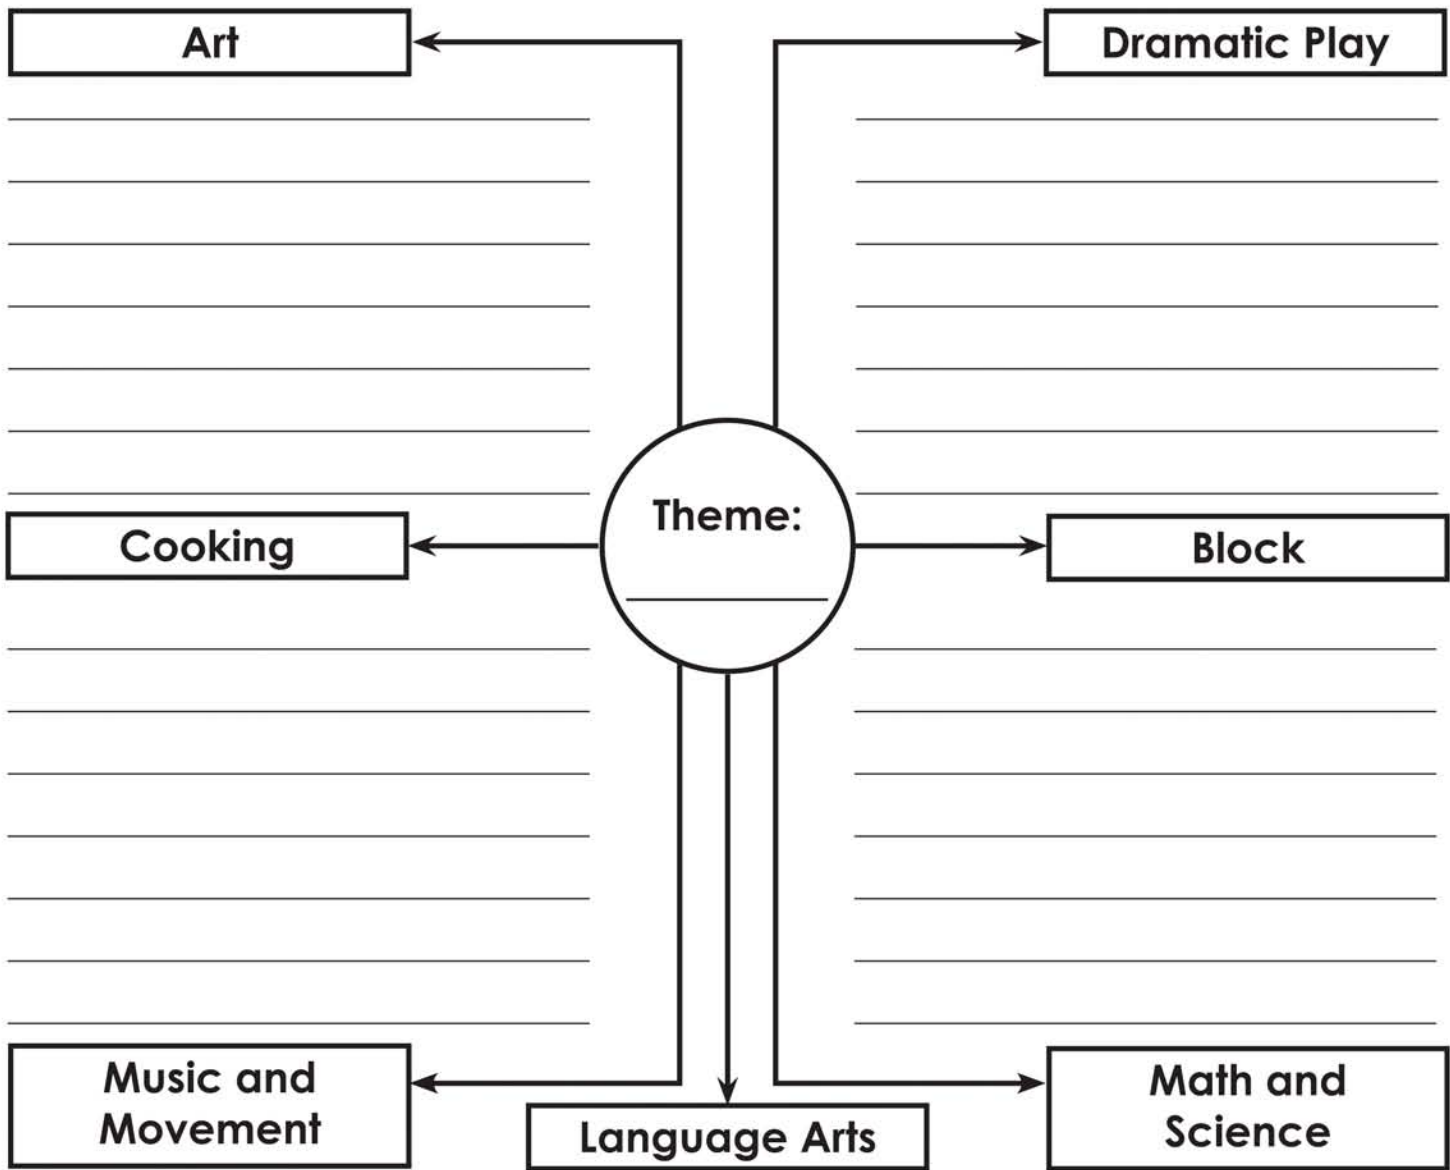 Art
Dramatic Play
Theme:
Cooking
Block
Music and
Movement
Language Arts
Math and
Science